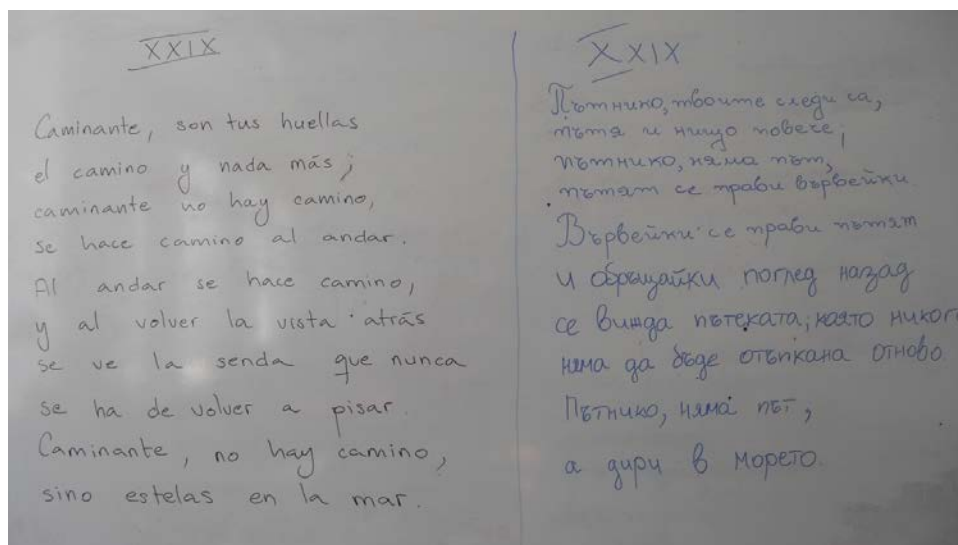 XXIX
Caminante, son tus huellas
el camino y nada más;
caminante no hay camino,
se hace camino al andar.
Al andar se hace camino,
y al volver la vista atrás
se ve la senda que nunca
se ha de volver a pisar.
Caminante, no hay camino,
sino estelas en la mar.
XXIX
Пътнико, твоите следи са,
пътя и нищо повече;
пътнико, няма път,
пътят се прави вървейки.
Вървейки се прави пътят
и обръщайки поглед назад
се вижда пътеката, която никог
няма да бъде отъпкана отново.
Пътнико, няма път,
а дири в морето.